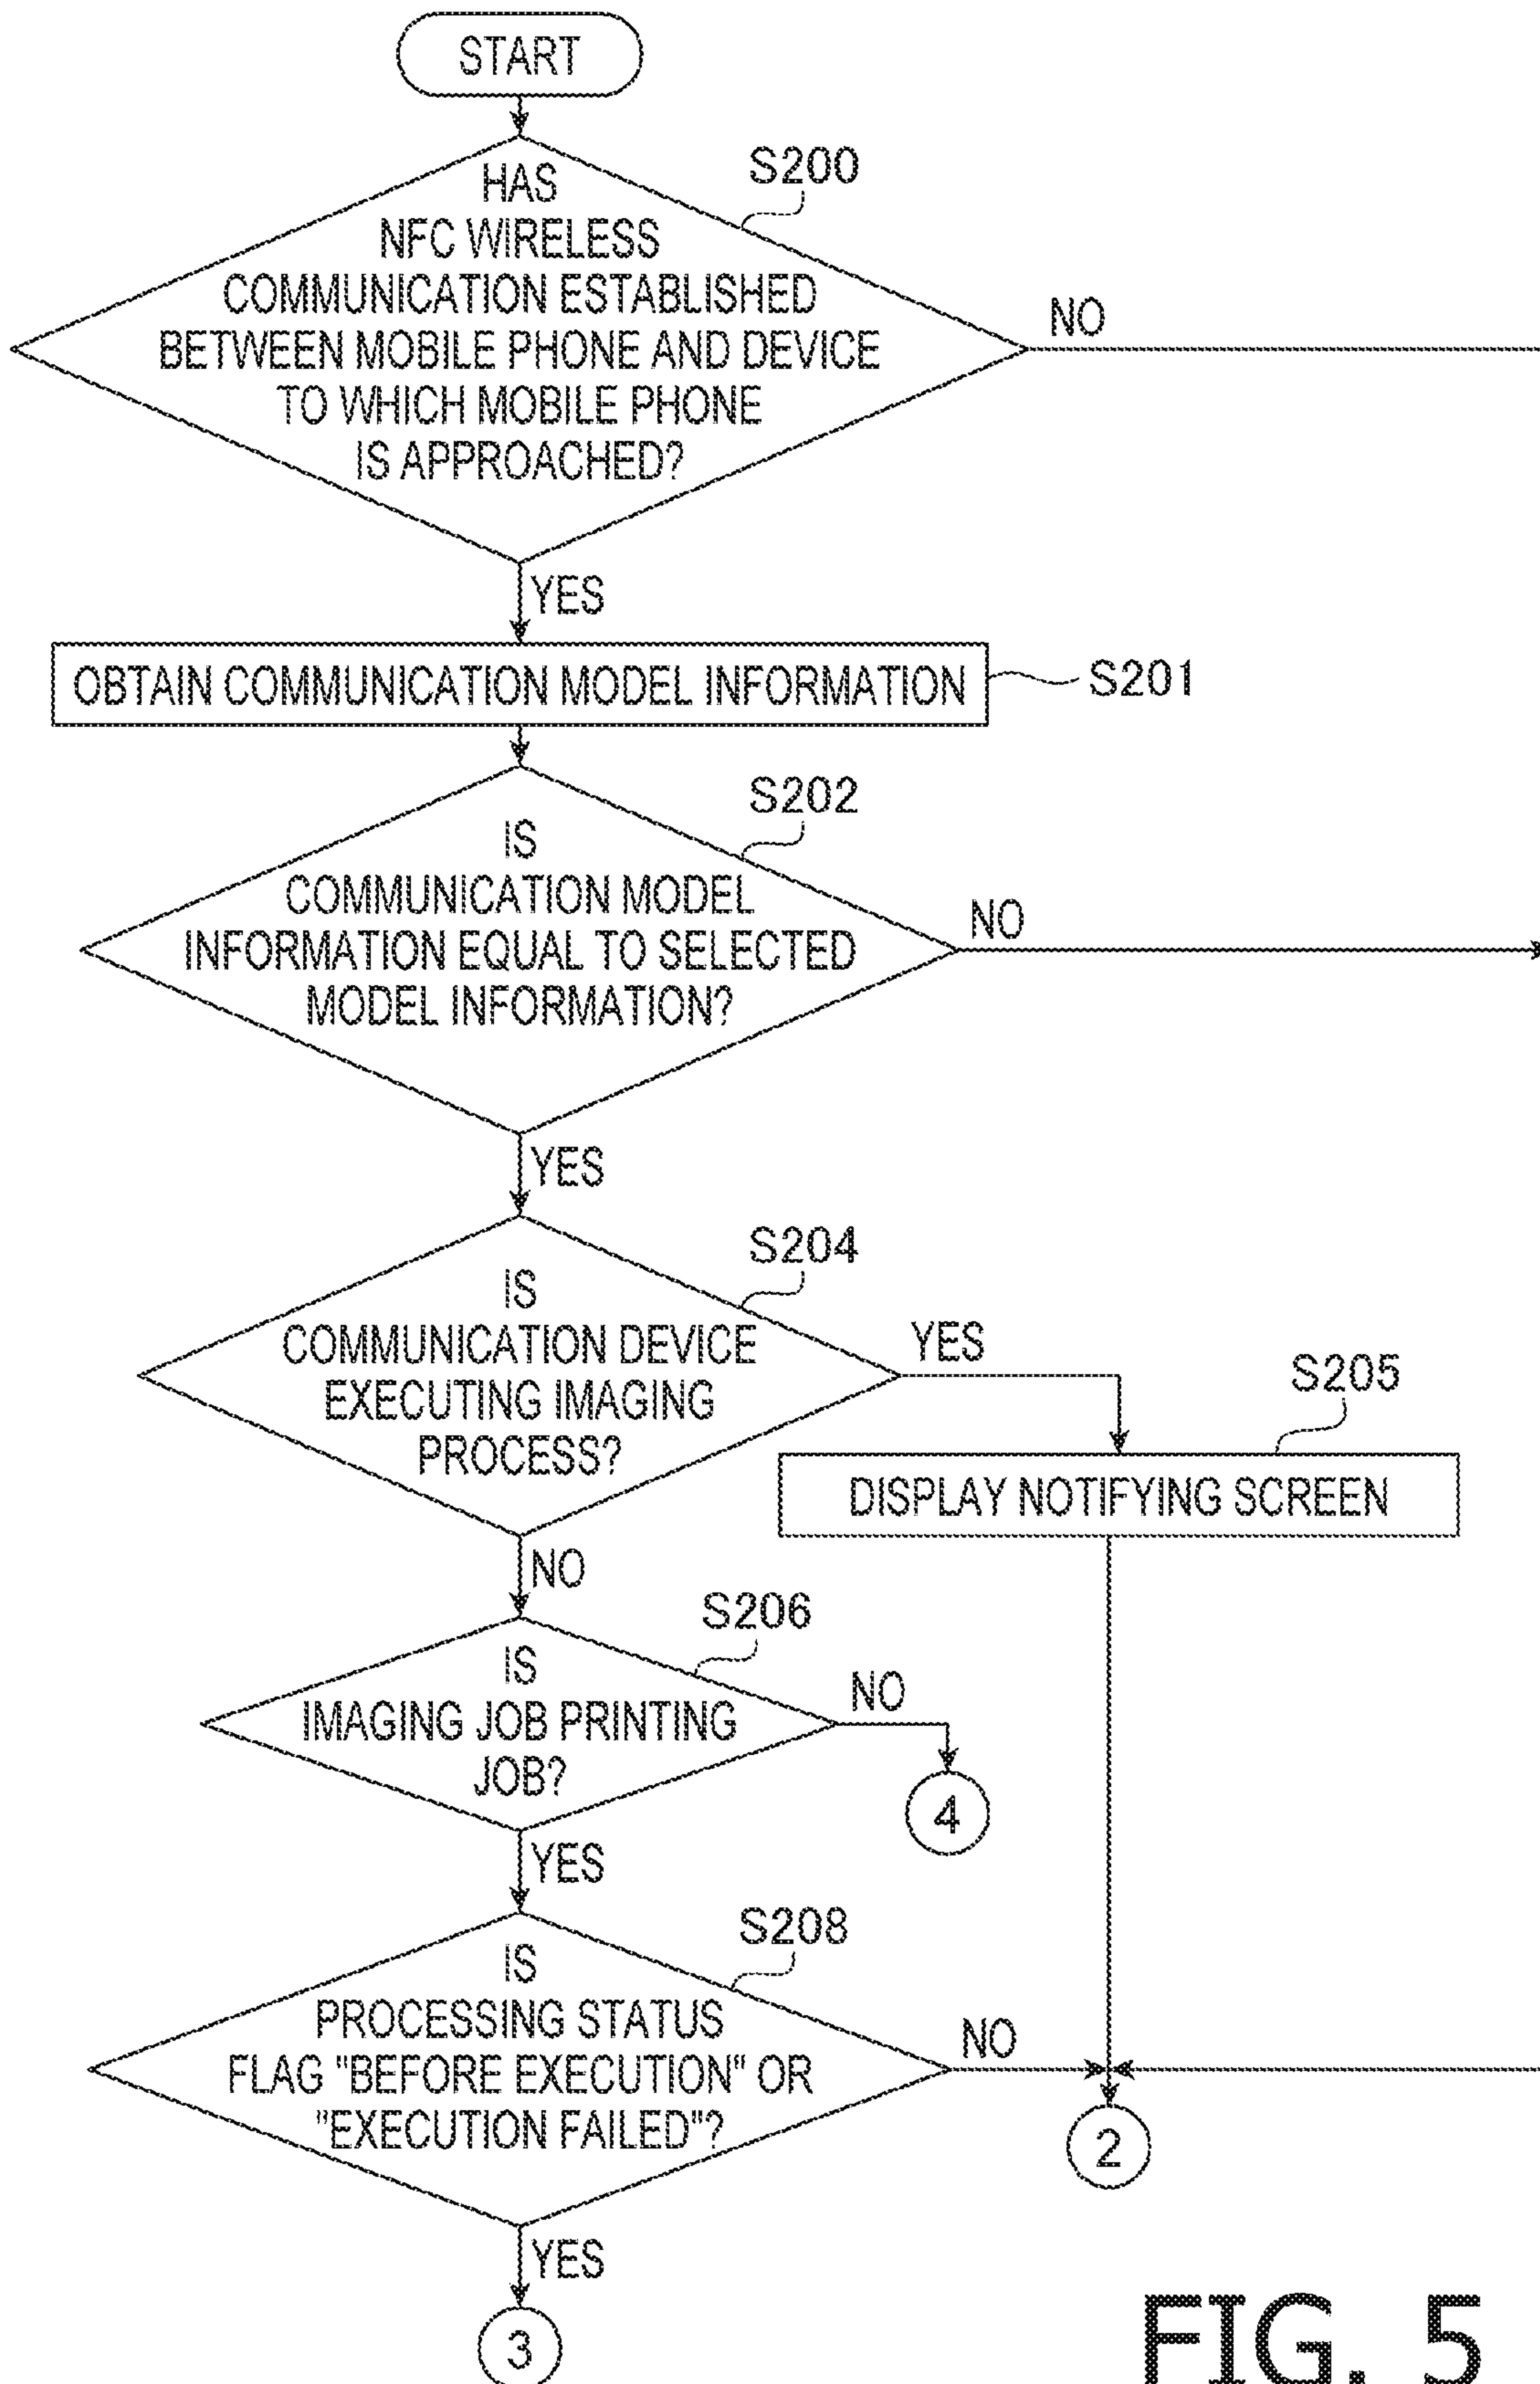 START
S200
HAS
NFC WIRELESS
COMMUNICATION ESTABLISHED
BETWEEN MOBILE PHONE AND DEVICE
TO WHICH MOBILE PHONE
IS APPROACHED?
NO
YES
OBTAIN COMMUNICATION MODEL INFORMATION
S201
S202
IS
COMMUNICATION MODEL
INFORMATION EQUAL TO SELECTED
MODEL INFORMATION?
NO
YES
S204
IS
COMMUNICATION DEVICE
EXECUTING IMAGING
PROCESS?
YES
S205
DISPLAY NOTIFYING SCREEN
NO
S206
IS
IMAGING JOB PRINTING
JOB?
NO
4
YES
S208
IS
PROCESSING STATUS
FLAG "BEFORE EXECUTION" OR
"EXECUTION FAILED"?
NO
2
YES
3
FIG. 5